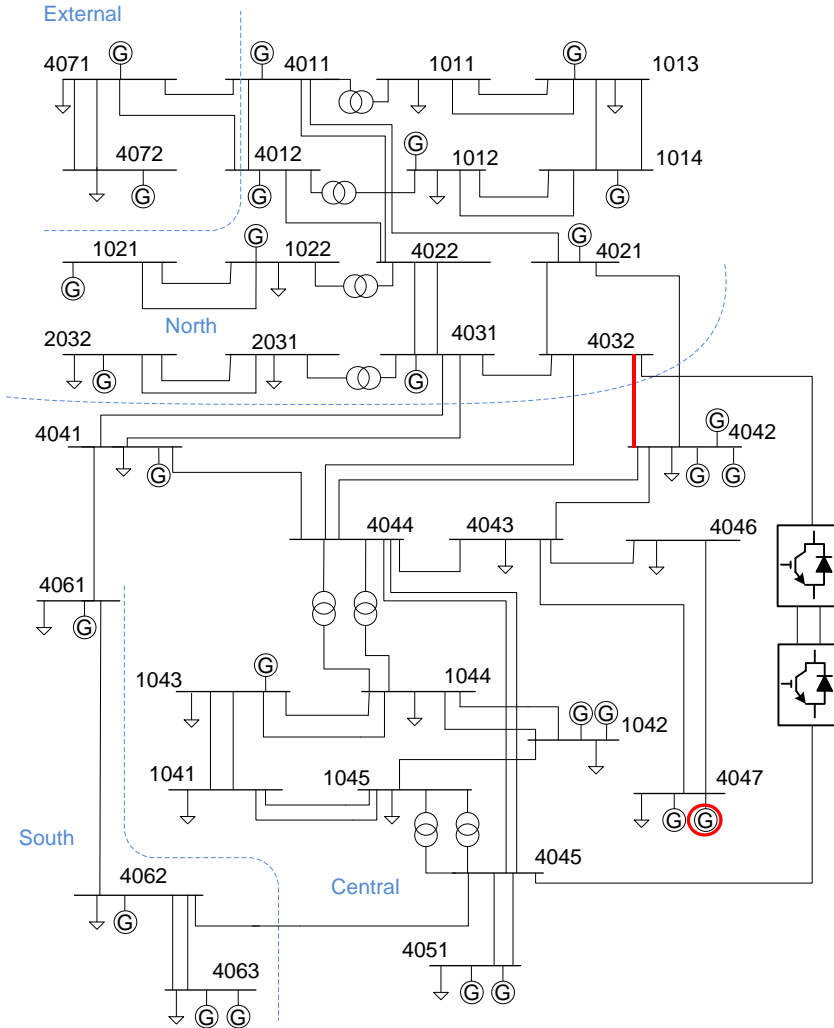 External
G G G
4071 4011 1011 1013
G
4072 4012 1012 1014
G G G
G G
1021 1022 4022 4021
G
North
2032 2031 4031 4032
G G
G
4041 4042
G G G
4044 4043 4046
4061
G
G
1043 1044 G G
1042
1041 1045 4047
G G
South
4062 Central 4045
G
4051
4063 G G
G G